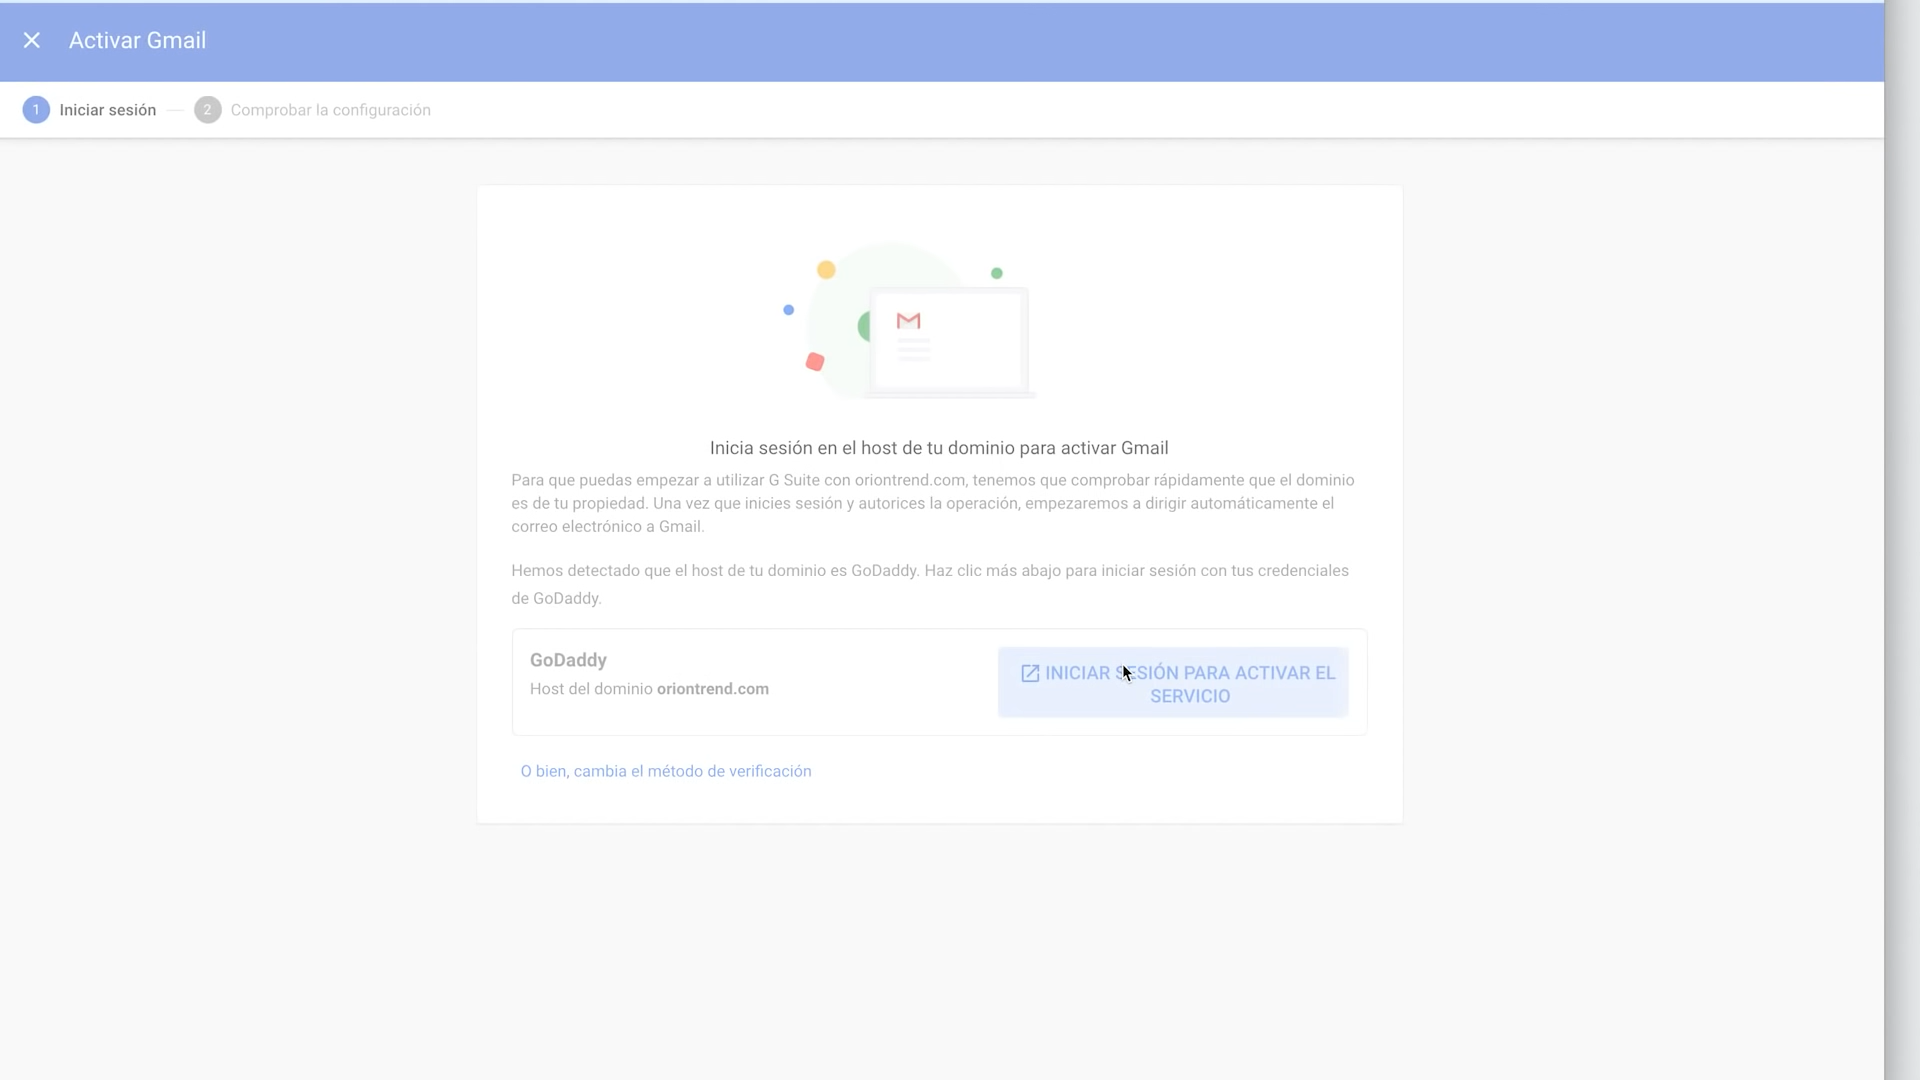 Activar Gmail
1 Iniciar sesión 2 Comprobar la configuración
Inicia sesión en el host de tu dominio para activar Gmail
Para que puedas empezar a utilizar G Suite con oriontrend.com, tenemos que comprobar rápidamente que el dominio
es de tu propiedad. Una vez que inicies sesión y autorices la operación, empezaremos a dirigir automáticamente el
correo electrónico a Gmail.
Hemos detectado que el host de tu dominio es GoDaddy. Haz clic más abajo para iniciar sesión con tus credenciales
de GoDaddy.
GoDaddy
Host del dominio oriontrend.com
INICIAR SESIÓN PARA ACTIVAR EL
SERVICIO
O bien, cambia el método de verificación